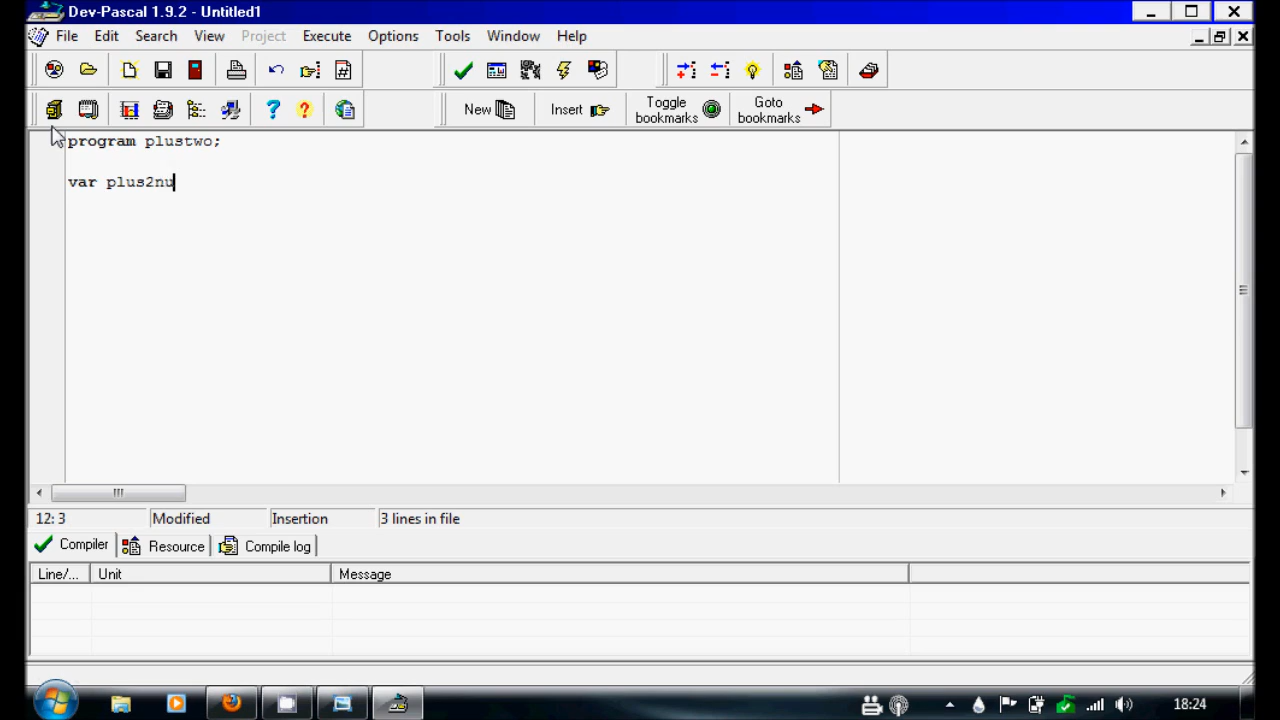 Dev-Pascal 1.9.2 - Untitled1
File Edit Search View Project Execute Options Tools Window Help
New Insert Toggle bookmarks Goto bookmarks
program plustwo;
var plus2nu
12: 3 Modified Insertion 3 lines in file
Compiler Resource Compile log
Line/... Unit Message
18:24